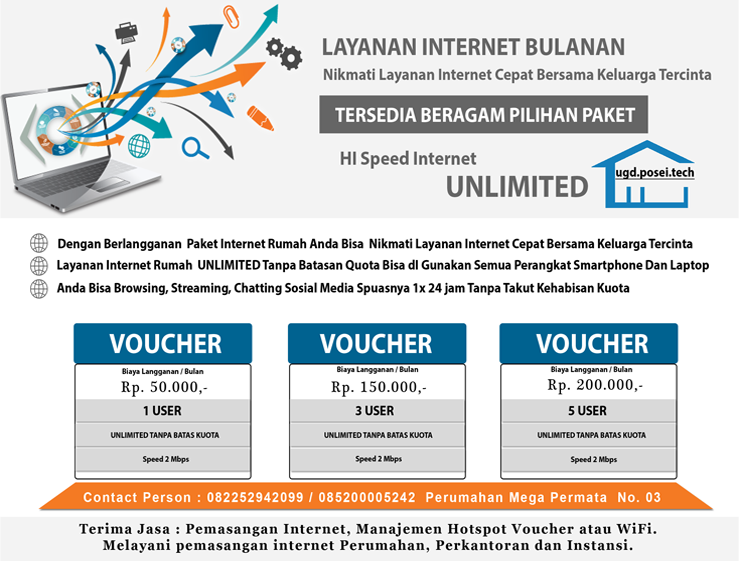 LAYANAN INTERNET BULANAN
Nikmati Layanan Internet Cepat Bersama Keluarga Tercinta
TERSEDIA BERAGAM PILIHAN PAKET
HI Speed Internet
UNLIMITED
ugd.posei.tech
Dengan Berlangganan Paket Internet Rumah Anda Bisa Nikmati Layanan Internet Cepat Bersama Keluarga Tercinta
Layanan Internet Rumah UNLIMITED Tanpa Batasan Quota Bisa dI Gunakan Semua Perangkat Smartphone Dan Laptop
Anda Bisa Browsing, Streaming, Chatting Sosial Media Spuasnya 1x 24 jam Tanpa Takut Kehabisan Kuota
VOUCHER
Biaya Langganan / Bulan
Rp. 50.000,-
1 USER
UNLIMITED TANPA BATAS KUOTA
Speed 2 Mbps
VOUCHER
Biaya Langganan / Bulan
Rp. 150.000,-
3 USER
UNLIMITED TANPA BATAS KUOTA
Speed 2 Mbps
VOUCHER
Biaya Langganan / Bulan
Rp. 200.000,-
5 USER
UNLIMITED TANPA BATAS KUOTA
Speed 2 Mbps
Contact Person : 082252942099 / 085200005242 Perumahan Mega Permata No. 03
Terima Jasa : Pemasangan Internet, Manajemen Hotspot Voucher atau WiFi.
Melayani pemasangan internet Perumahan, Perkantoran dan Instansi.